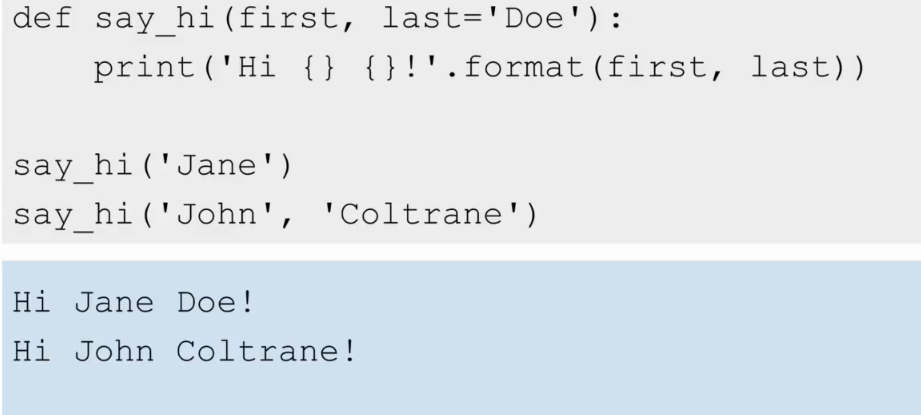 def say_hi(first, last='Doe'):
    print('Hi {} {}!'.format(first, last))
say_hi('Jane')
say_hi('John', 'Coltrane')
Hi Jane Doe!
Hi John Coltrane!